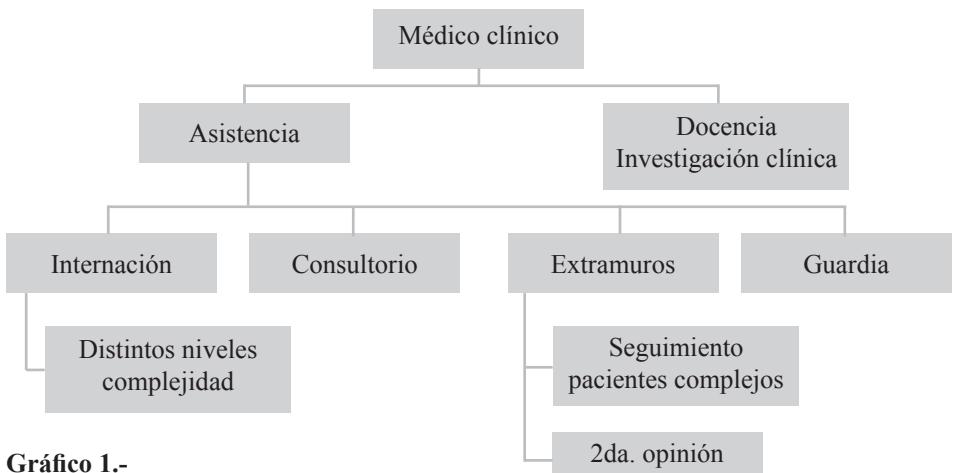 Médico clínico
Asistencia
Docencia
Investigación clínica
Internación
Consultorio
Extramuros
Guardia
Distintos niveles
complejidad
Seguimiento
pacientes complejos
2da. opinión
Gráfico 1.-